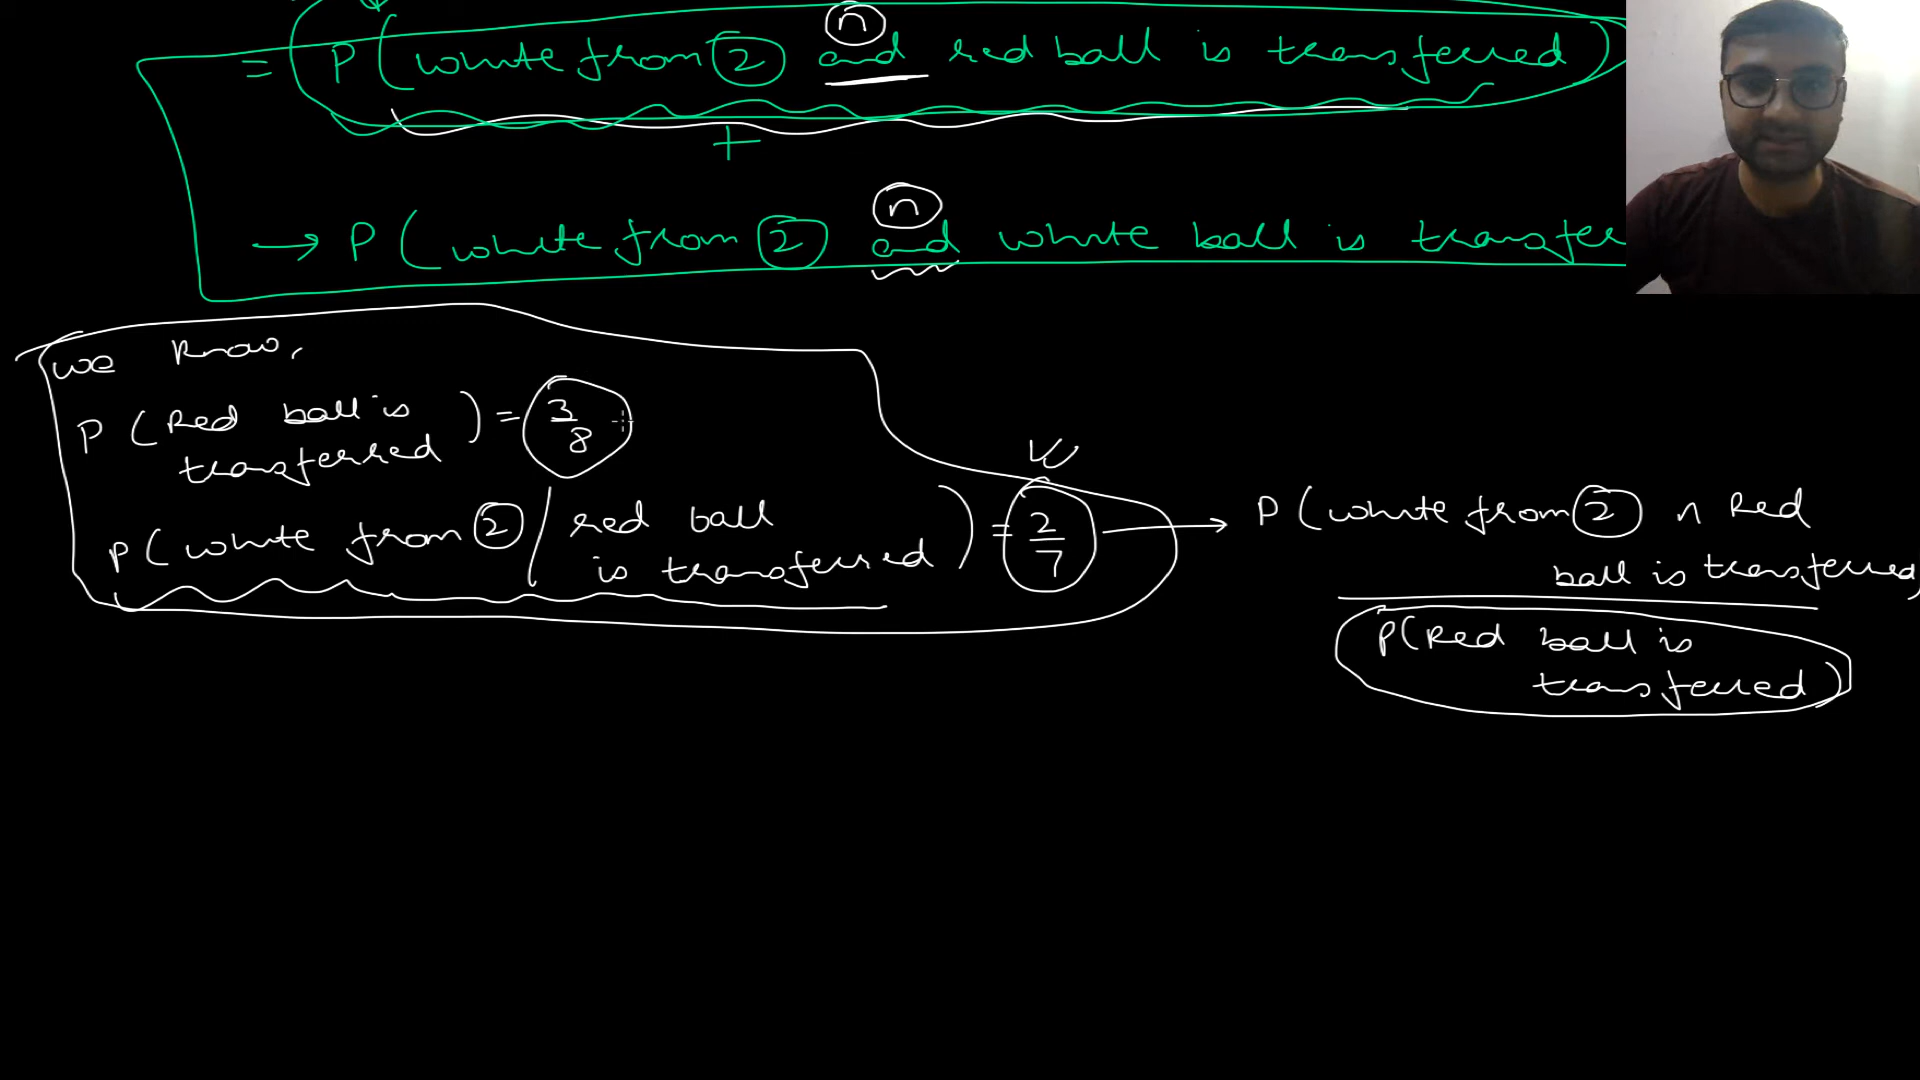 n
= P (white from 2 and red ball is transferred)
+
n
→ P (white from 2 and white ball is transfer
we know,
P (Red ball is transferred) = 3/8
P (white from 2 / red ball is transferred) = 2/7 → P (white from 2 n Red ball is transferred)
P(Red ball is transferred)